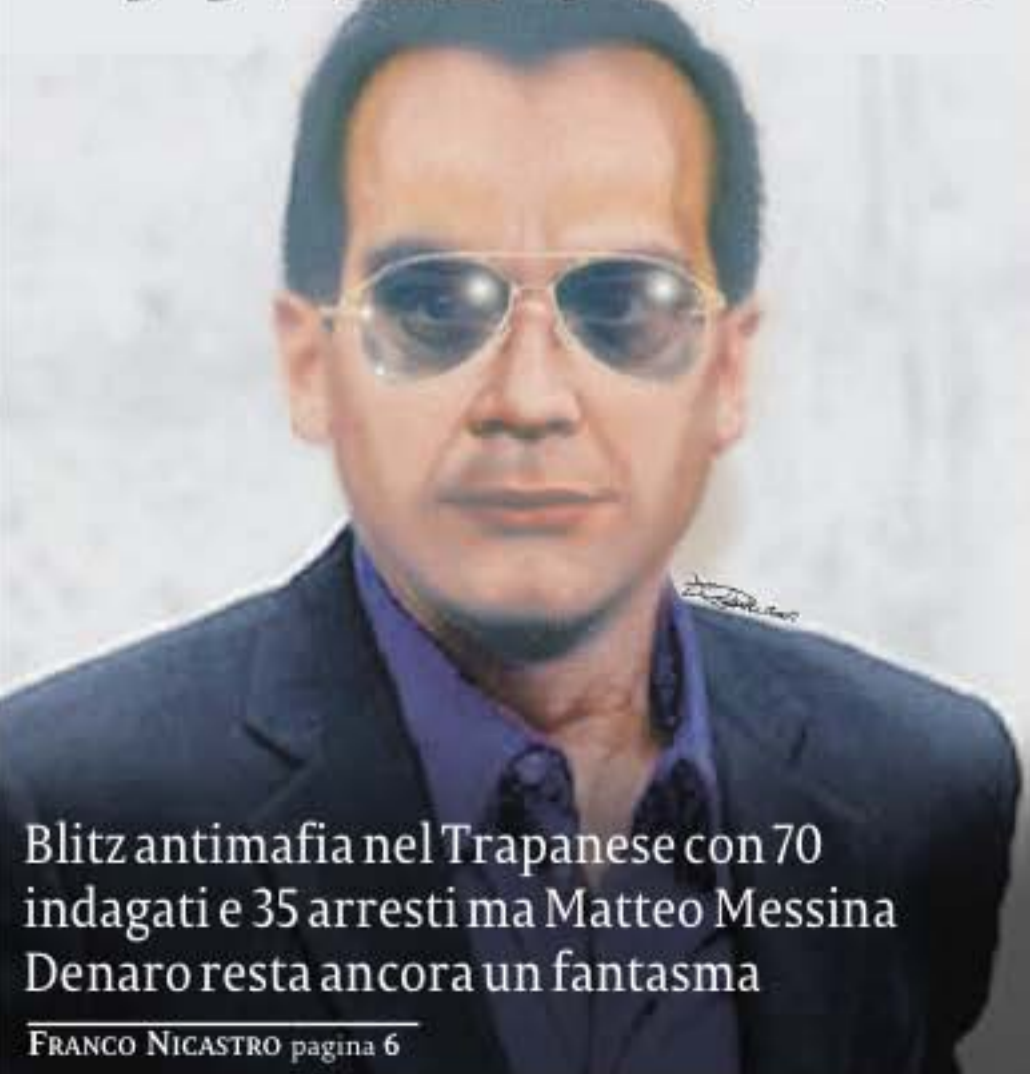 Blitz antimafia nel Trapanese con 70
indagati e 35 arresti ma Matteo Messina
Denaro resta ancora un fantasma
FRANCO NICASTRO pagina 6